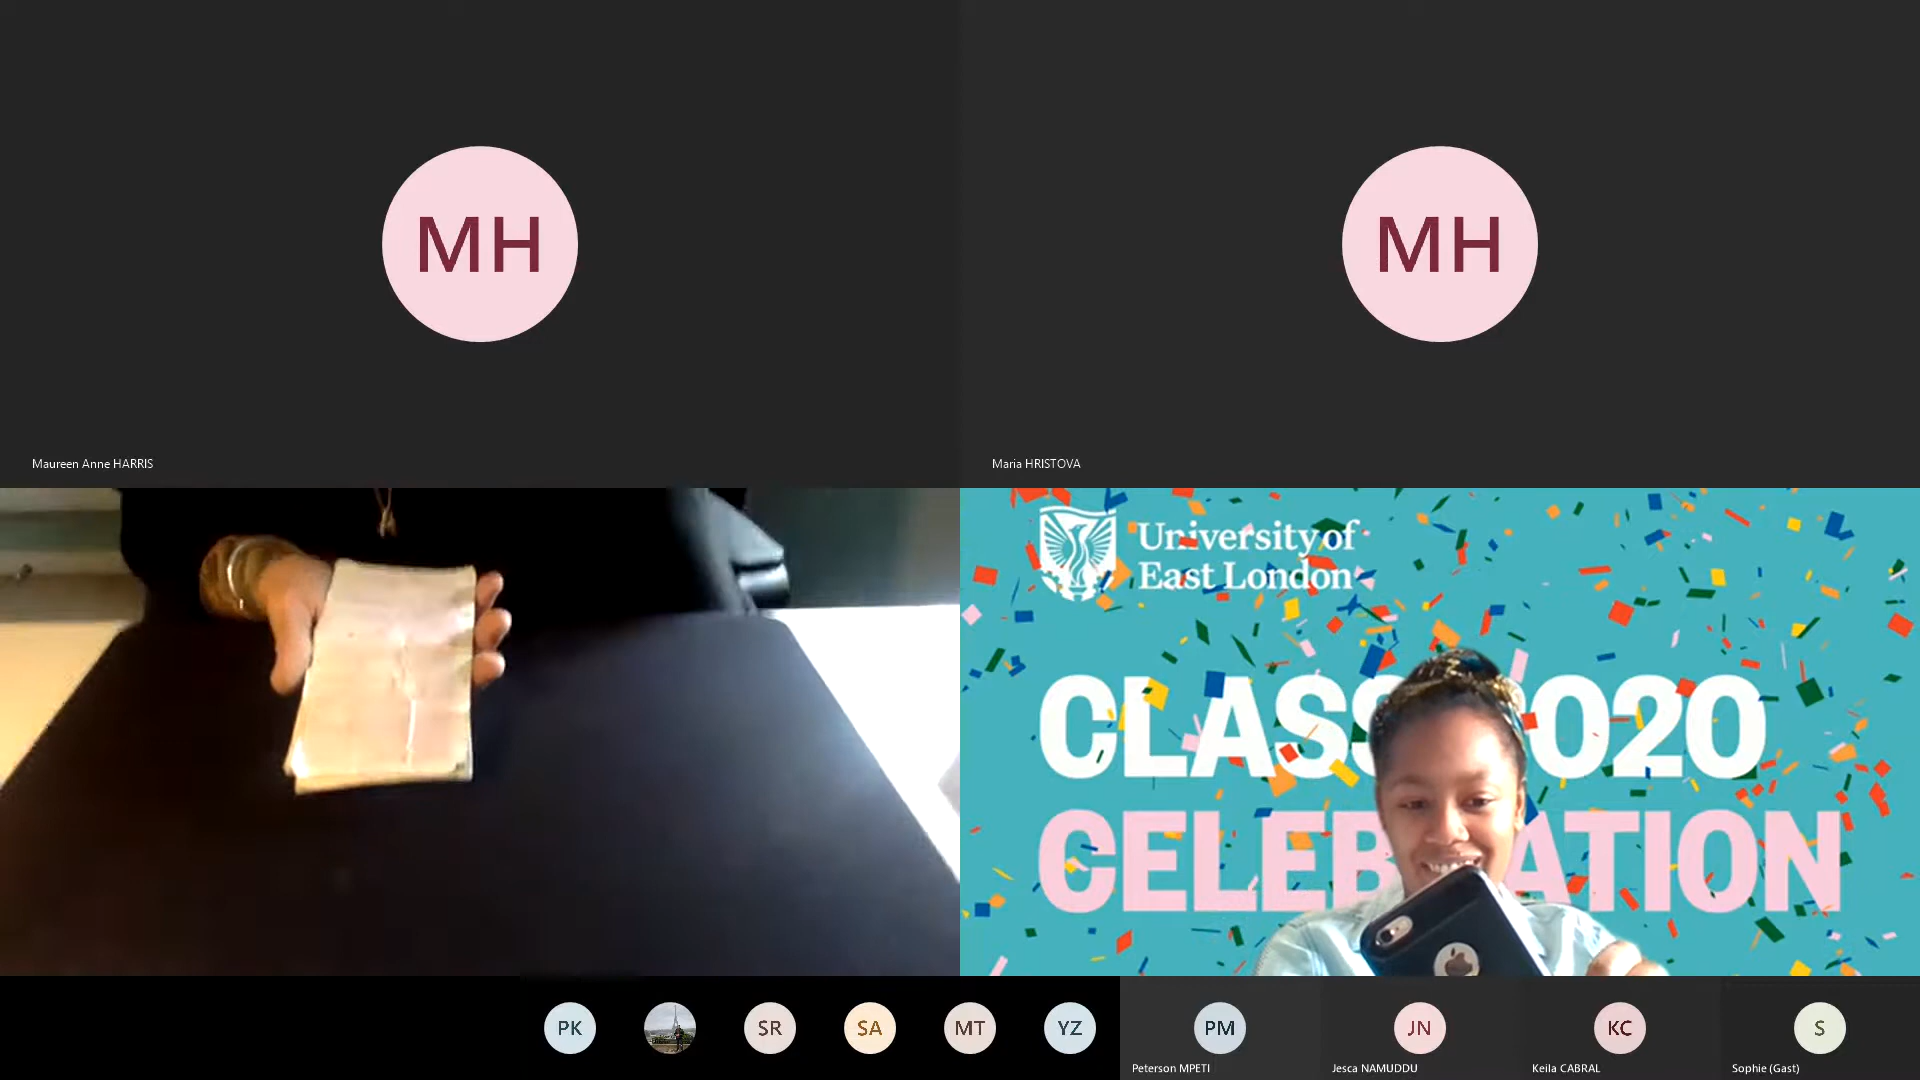 MH
MH
Maureen Anne HARRIS
Maria HRISTOVA
University of
East London
CLASS 020
CELEB ATION
PK
SR
SA
MT
YZ
PM
JN
KC
S
Peterson MPETI
Jesca NAMUDDU
Keila CABRAL
Sophie (Gast)